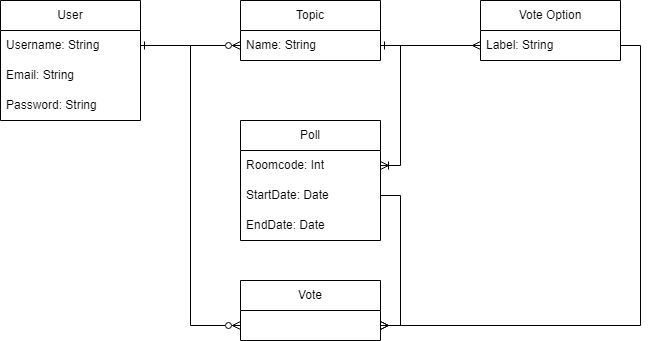 User
Username: String
Email: String
Password: String
Topic
Name: String
Vote Option
Label: String
Poll
Roomcode: Int
StartDate: Date
EndDate: Date
Vote